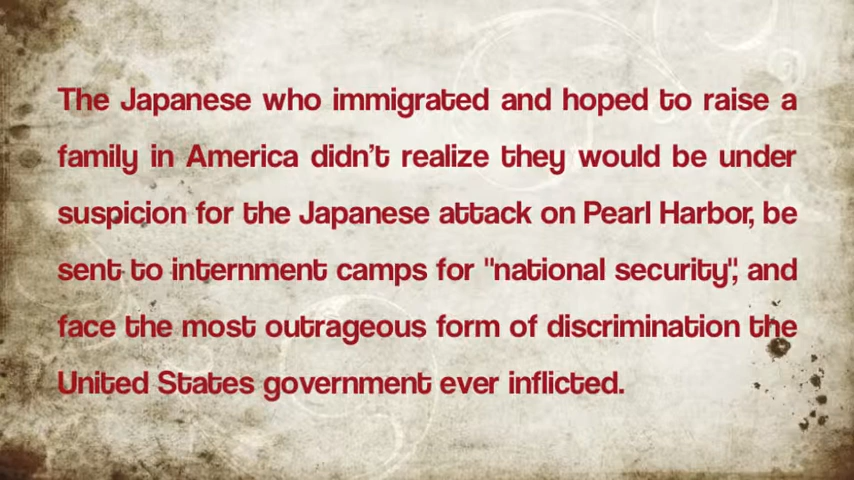 The Japanese who immigrated and hoped to raise a
family in America didn't realize they would be under
suspicion for the Japanese attack on Pearl Harbor, be
sent to internment camps for "national security", and
face the most outrageous form of discrimination the
United States government ever inflicted.